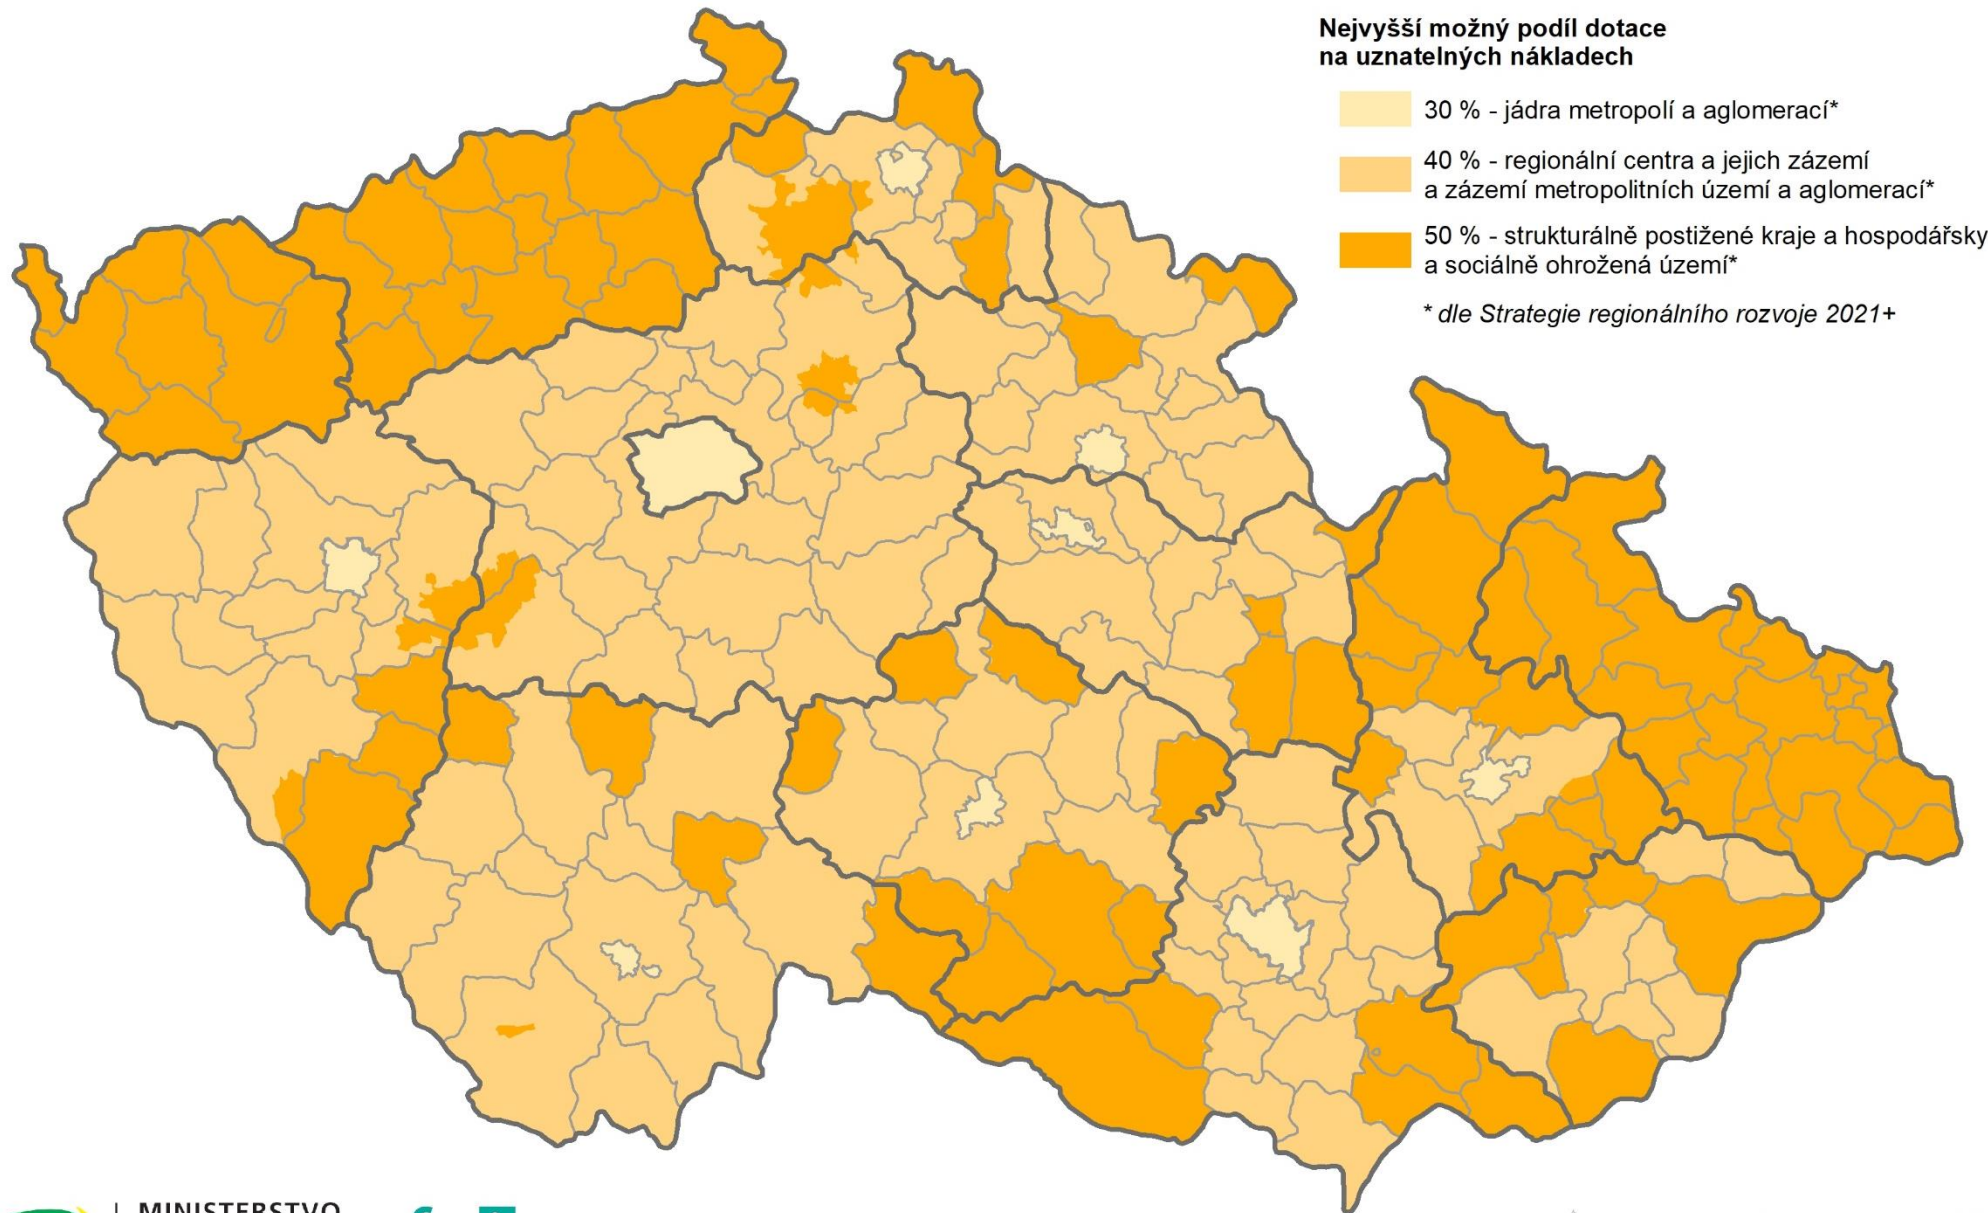 Nejvyšší možný podíl dotace
na uznatelných nákladech
30 % - jádra metropolí a aglomerací*
40 % - regionální centra a jejich zázemí
a zázemí metropolitních území a aglomerací*
50 % - strukturálně postižené kraje a hospodářsky
a sociálně ohrožená území*
* dle Strategie regionálního rozvoje 2021+
MINISTERSTVO